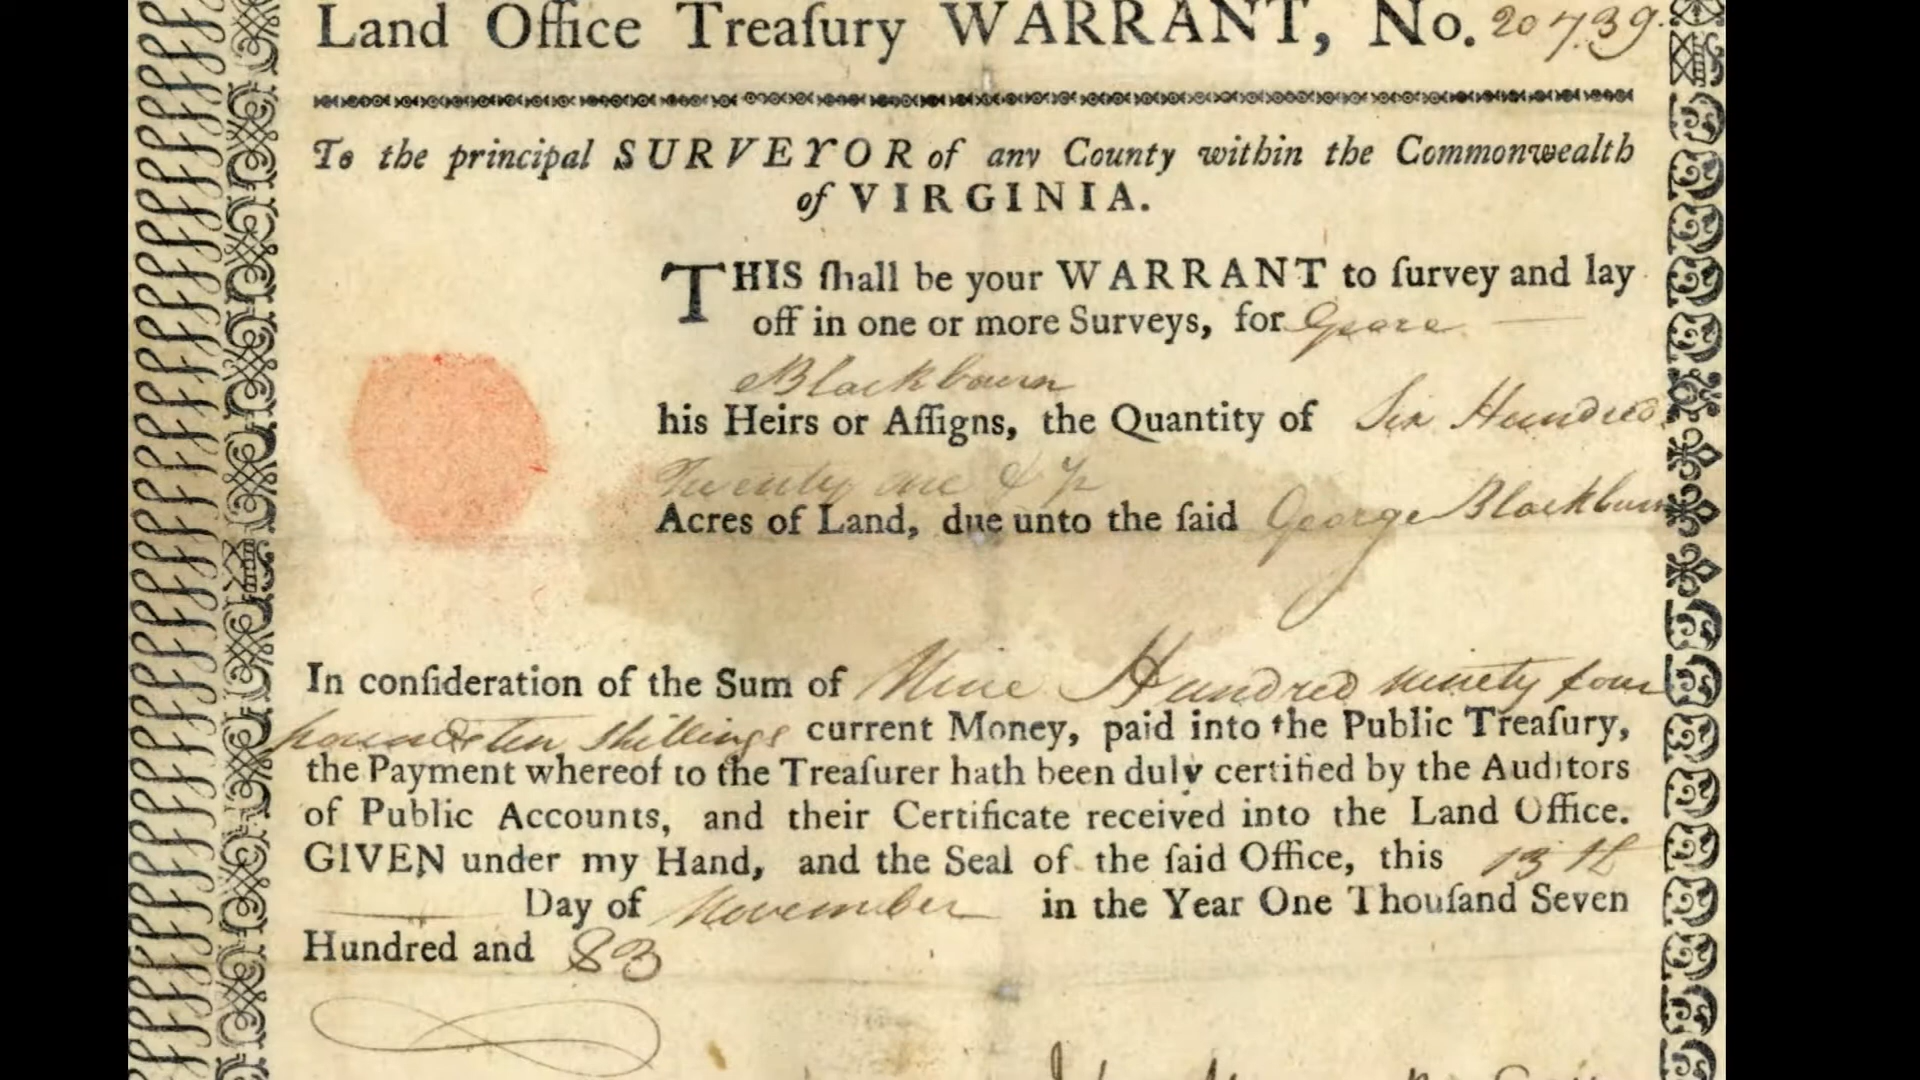 Land Office Treaſury WARRANT, No. 20739.
To the principal SURVEYOR of any County within the Commonwealth
of VIRGINIA.
THIS ſhall be your WARRANT to ſurvey and lay
off in one or more Surveys, for George
Blackbourn
his Heirs or Aſſigns, the Quantity of Six Hundred
Twenty one & ½
Acres of Land, due unto the ſaid George Blackburn
In conſideration of the Sum of Nine Hundred ninety four
pounds ten shillings current Money, paid into the Public Treaſury,
the Payment whereof to the Treaſurer hath been duly certified by the Auditors
of Public Accounts, and their Certificate received into the Land Office.
GIVEN under my Hand, and the Seal of the ſaid Office, this 13th
Day of November in the Year One Thouſand Seven
Hundred and 83